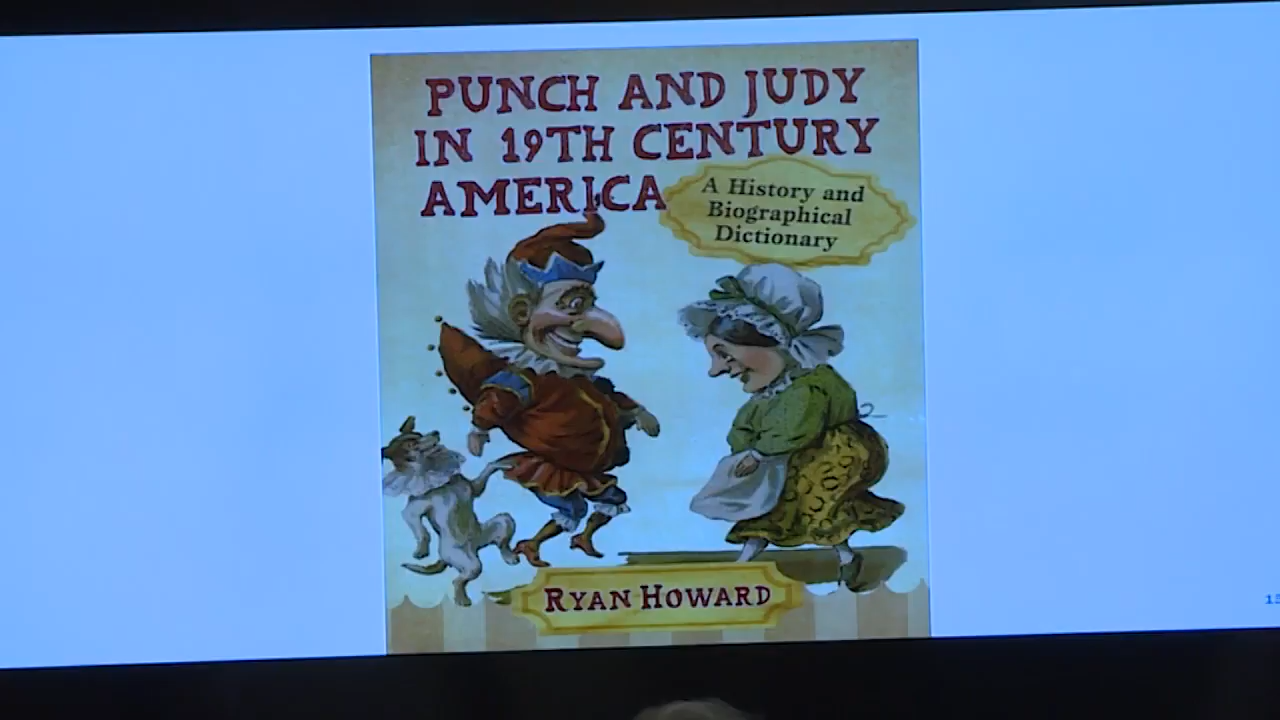 PUNCH AND JUDY
IN 19TH CENTURY
AMERICA
A History and
Biographical
Dictionary
RYAN HOWARD